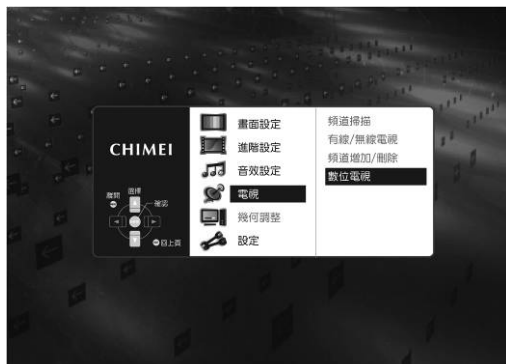 CHIMEI
離開
選擇
確認
回上頁
畫面設定
進階設定
音效設定
電視
幾何調整
設定
頻道掃描
有線/無線電視
頻道增加/刪除
數位電視